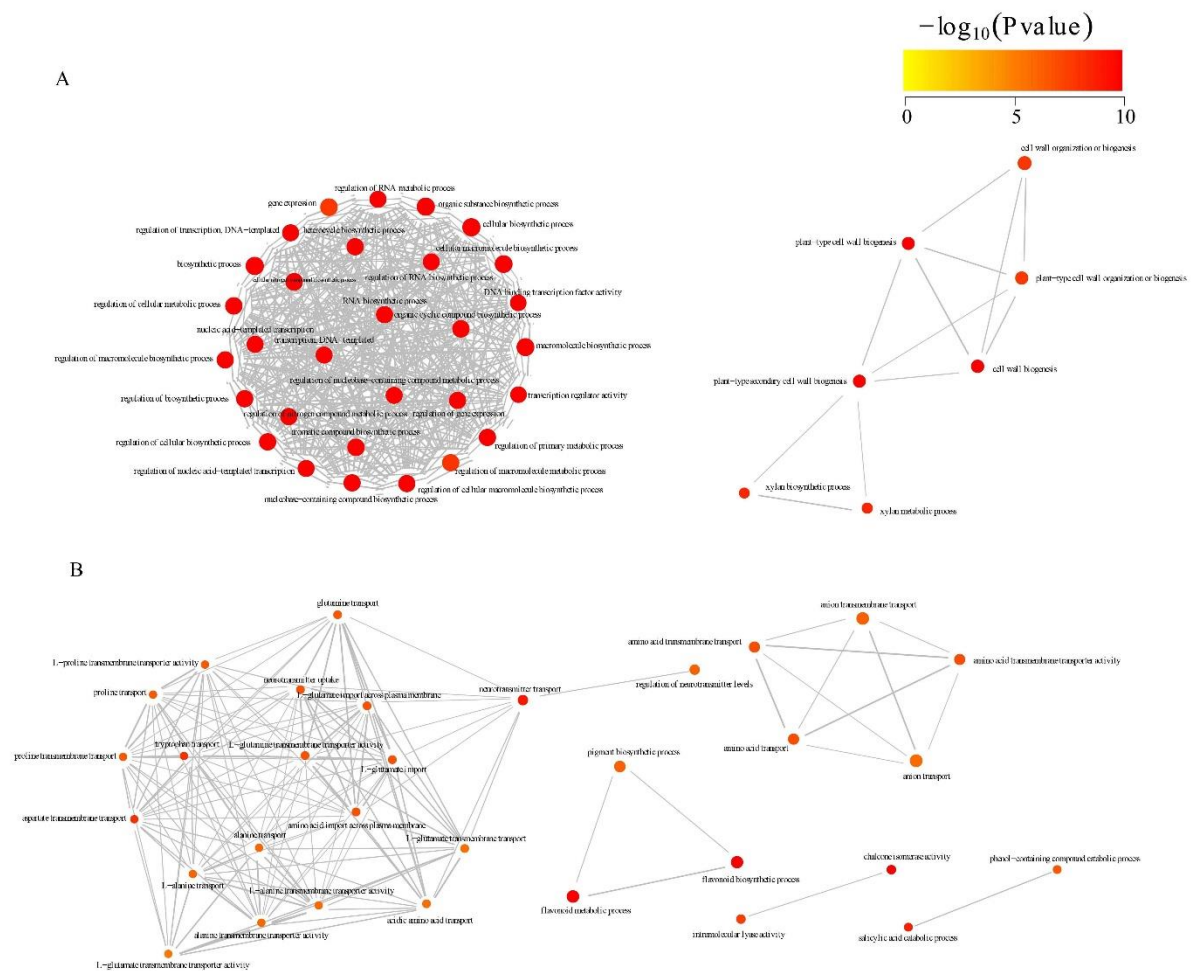 −log10(Pvalue)
0 5 10
A
cell wall organization or biogenesis
regulation of RNA metabolic process
gene expression
organic substance biosynthetic process
cellular biosynthetic process
regulation of transcription, DNA−templated
heterocycle biosynthetic process
plant−type cell wall biogenesis
cellular macromolecule biosynthetic process
biosynthetic process
regulation of RNA biosynthetic process
plant−type cell wall organization or biogenesis
DNA binding transcription factor activity
regulation of cellular metabolic process
RNA biosynthetic process
organic cyclic compound biosynthetic process
nucleic acid−templated transcription
transcription, DNA−templated
macromolecule biosynthetic process
regulation of macromolecule biosynthetic process
cell wall biogenesis
regulation of nucleobase−containing compound metabolic process
plant−type secondary cell wall biogenesis
transcription regulator activity
regulation of biosynthetic process
regulation of nitrogen compound metabolic process
regulation of gene expression
aromatic compound biosynthetic process
regulation of cellular biosynthetic process
regulation of primary metabolic process
regulation of nucleic acid−templated transcription
regulation of macromolecule metabolic process
xylan biosynthetic process
regulation of cellular macromolecule biosynthetic process
nucleobase−containing compound biosynthetic process
xylan metabolic process
B
glutamine transport
anion transmembrane transport
amino acid transmembrane transport
L−proline transmembrane transporter activity
amino acid transmembrane transporter activity
neurotransmitter uptake
regulation of neurotransmitter levels
neurotransmitter transport
proline transport
L−glutamate import across plasma membrane
tryptophan transport
L−glutamine transmembrane transporter activity
amino acid transport
pigment biosynthetic process
proline transmembrane transport
L−glutamate import
anion transport
aspartate transmembrane transport
amino acid import across plasma membrane
alanine transport
L−glutamate transmembrane transport
chalcone isomerase activity
phenol−containing compound catabolic process
flavonoid biosynthetic process
L−alanine transport
L−alanine transmembrane transporter activity
flavonoid metabolic process
acidic amino acid transport
intramolecular lyase activity
alanine transmembrane transporter activity
salicylic acid catabolic process
L−glutamate transmembrane transporter activity